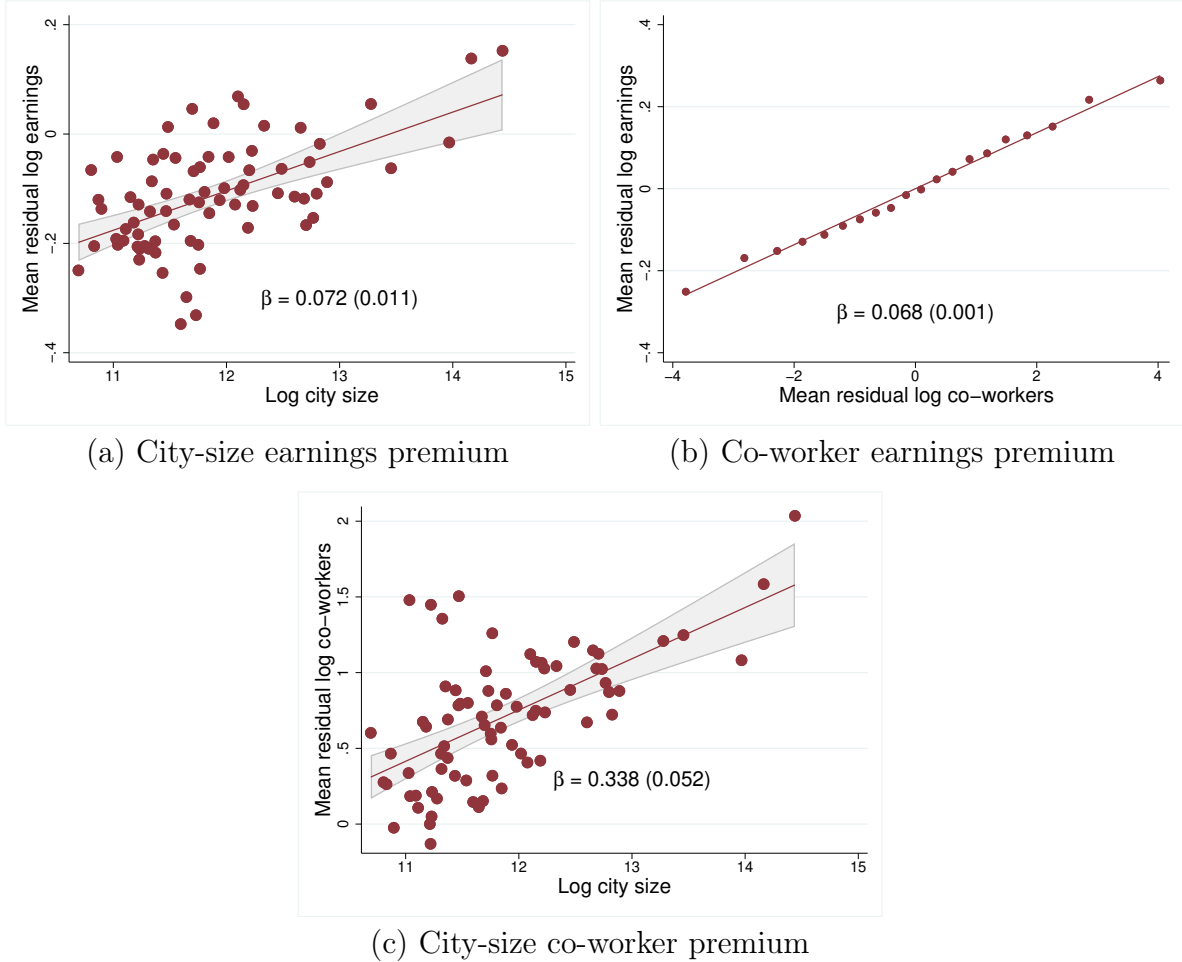 .2
0
-.2
-.4
Mean residual log earnings
β = 0.072 (0.011)
11 12 13 14 15
Log city size
(a) City-size earnings premium
.4
.2
0
-.2
-.4
Mean residual log earnings
β = 0.068 (0.001)
−4 −2 0 2 4
Mean residual log co−workers
(b) Co-worker earnings premium
2
1.5
1
.5
0
Mean residual log co−workers
β = 0.338 (0.052)
11 12 13 14 15
Log city size
(c) City-size co-worker premium